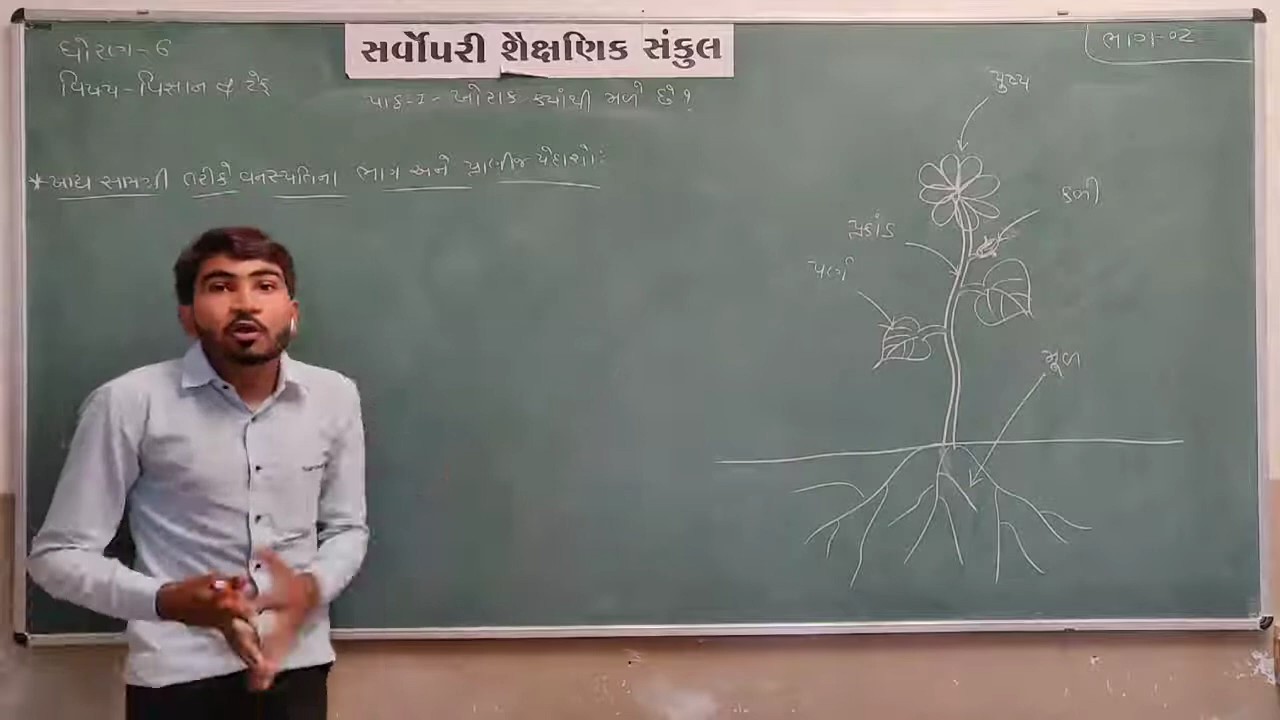 સર્વોપરી શૈક્ષણિક સંકુલ
ધોરણ-6
ભાગ-02
વિષય-વિજ્ઞાન & ટેક
પાઠ-1- ખોરાક ક્યાંથી મળે છે?
*ખાદ્ય સામગ્રી તરીકે વનસ્પતિના ભાગ અને પ્રાણીજ પેદાશો:
પુષ્પ
કળી
પ્રકાંડ
પર્ણ
મૂળ